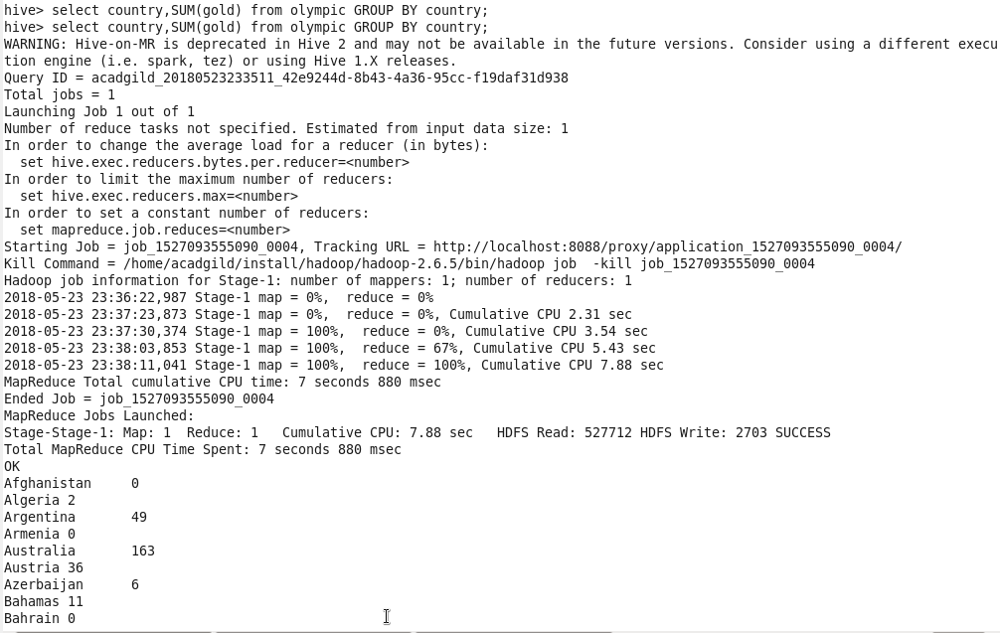 hive> select country,SUM(gold) from olympic GROUP BY country;
hive> select country,SUM(gold) from olympic GROUP BY country;
WARNING: Hive-on-MR is deprecated in Hive 2 and may not be available in the future versions. Consider using a different execu
tion engine (i.e. spark, tez) or using Hive 1.X releases.
Query ID = acadgild_20180523233511_42e9244d-8b43-4a36-95cc-f19daf31d938
Total jobs = 1
Launching Job 1 out of 1
Number of reduce tasks not specified. Estimated from input data size: 1
In order to change the average load for a reducer (in bytes):
  set hive.exec.reducers.bytes.per.reducer=<number>
In order to limit the maximum number of reducers:
  set hive.exec.reducers.max=<number>
In order to set a constant number of reducers:
  set mapreduce.job.reduces=<number>
Starting Job = job_1527093555090_0004, Tracking URL = http://localhost:8088/proxy/application_1527093555090_0004/
Kill Command = /home/acadgild/install/hadoop/hadoop-2.6.5/bin/hadoop job  -kill job_1527093555090_0004
Hadoop job information for Stage-1: number of mappers: 1; number of reducers: 1
2018-05-23 23:36:22,987 Stage-1 map = 0%,  reduce = 0%
2018-05-23 23:37:23,873 Stage-1 map = 0%,  reduce = 0%, Cumulative CPU 2.31 sec
2018-05-23 23:37:30,374 Stage-1 map = 100%,  reduce = 0%, Cumulative CPU 3.54 sec
2018-05-23 23:38:03,853 Stage-1 map = 100%,  reduce = 67%, Cumulative CPU 5.43 sec
2018-05-23 23:38:11,041 Stage-1 map = 100%,  reduce = 100%, Cumulative CPU 7.88 sec
MapReduce Total cumulative CPU time: 7 seconds 880 msec
Ended Job = job_1527093555090_0004
MapReduce Jobs Launched:
Stage-Stage-1: Map: 1  Reduce: 1   Cumulative CPU: 7.88 sec   HDFS Read: 527712 HDFS Write: 2703 SUCCESS
Total MapReduce CPU Time Spent: 7 seconds 880 msec
OK
Afghanistan     0
Algeria 2
Argentina       49
Armenia 0
Australia       163
Austria 36
Azerbaijan      6
Bahamas 11
Bahrain 0